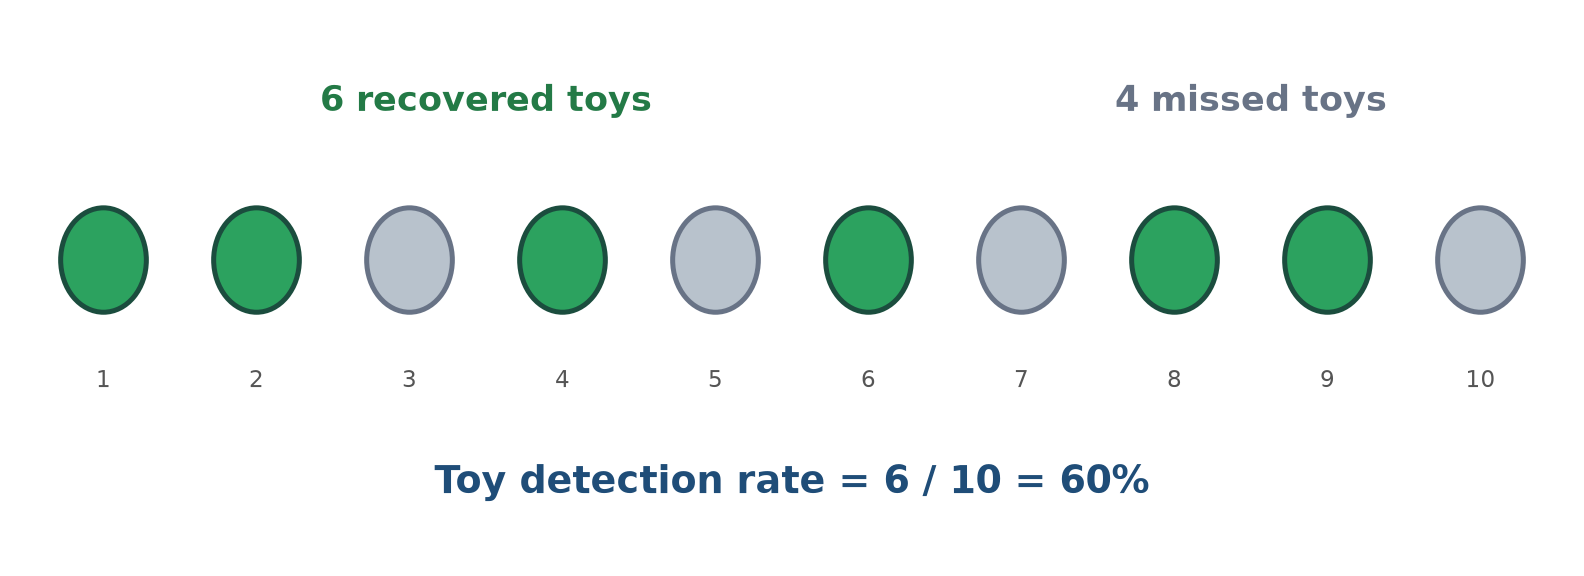 6 recovered toys 4 missed toys
1 2 3 4 5 6 7 8 9 10
Toy detection rate = 6 / 10 = 60%